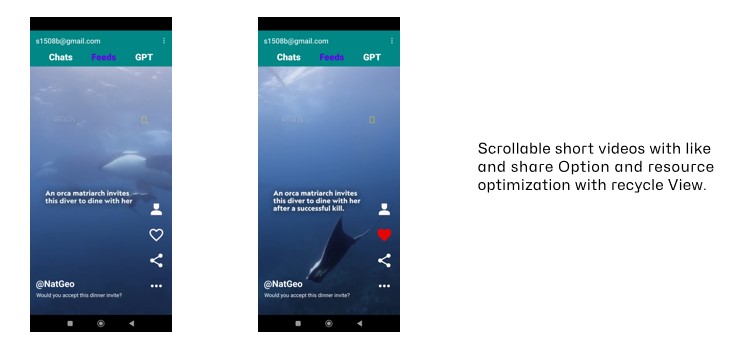 s1508b@gmail.com
Chats Feeds GPT
An orca matriarch invites
this diver to dine with her
@NatGeo
Would you accept this dinner invite?
s1508b@gmail.com
Chats Feeds GPT
An orca matriarch invites
this diver to dine with her
after a successful kill.
@NatGeo
Would you accept this dinner invite?
Scrollable short videos with like
and share Option and resource
optimization with recycle View.